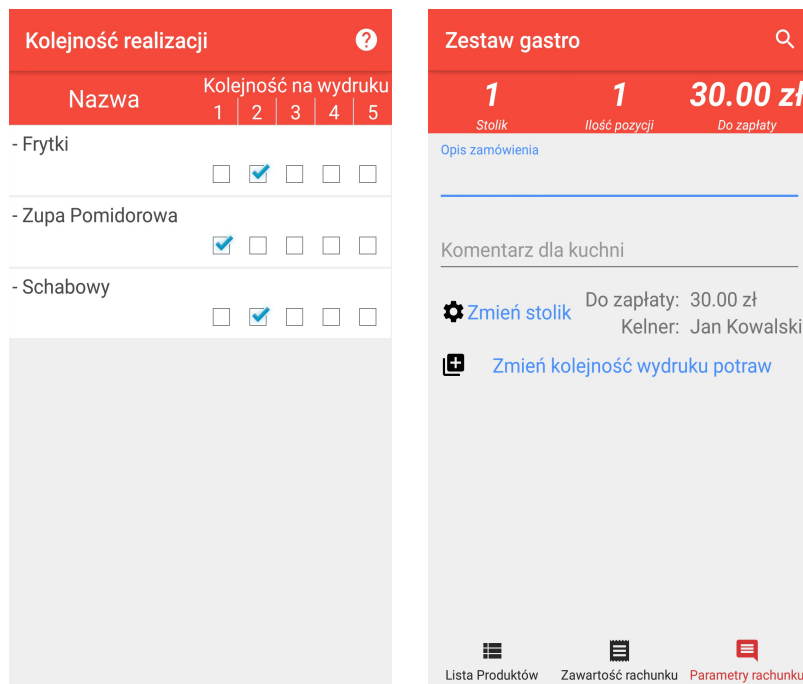 Kolejność realizacji
Nazwa
Kolejność na wydruku
1 2 3 4 5
- Frytki
- Zupa Pomidorowa
- Schabowy
Zestaw gastro
1 1 30.00 zł
Stolik Ilość pozycji Do zapłaty
Opis zamówienia
Komentarz dla kuchni
Zmień stolik
Do zapłaty: 30.00 zł
Kelner: Jan Kowalski
Zmień kolejność wydruku potraw
Lista Produktów Zawartość rachunku Parametry rachunku